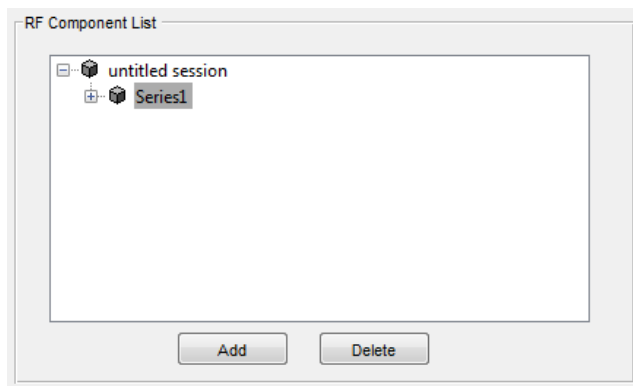 RF Component List
untitled session
Series1
Add Delete